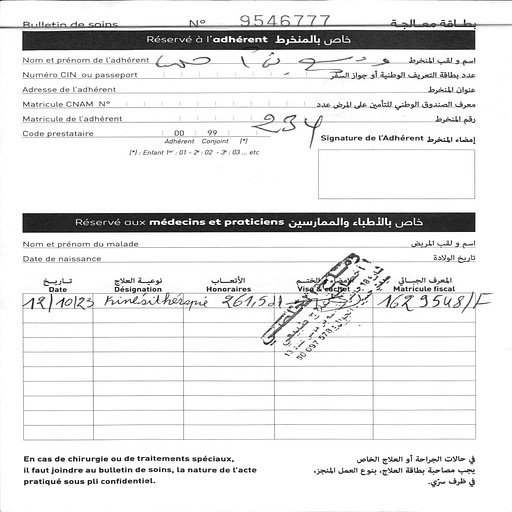 Bulletin de soins N° 9546777 بطاقة معالجة
Réservé à l'adhérent خاص بالمنخرط
Nom et prénom de l'adhérent اسم و لقب المنخرط
Numéro CIN ou passeport عدد بطاقة التعريف الوطنية أو جواز السفر
Adresse de l'adhérent عنوان المنخرط
Matricule CNAM N° معرف الصندوق الوطني للتأمين على المرض عدد
Matricule de l'adhérent 234 رقم المنخرط
Code prestataire 00 99 Signature de l'Adhérent إمضاء المنخرط
Adhérent Conjoint (*)
(*) : Enfant 1er : 01 - 2e : 02 - 3e : 03 ... etc
Réservé aux médecins et praticiens خاص بالأطباء والممارسين
Nom et prénom du malade اسم و لقب المريض
Date de naissance تاريخ الولادة
تاريخ نوعية العلاج الأتعاب الختم المعرف الجبائي
Date Désignation Honoraires Visa & cachet Matricule fiscal
12/10/23 Kinésithérapie 261,5dt 1629548/F
50 097 578
En cas de chirurgie ou de traitements spéciaux, في حالات الجراحة أو العلاج الخاص
il faut joindre au bulletin de soins, la nature de l'acte يجب مصاحبة بطاقة العلاج، بنوع العمل المنجز،
pratiqué sous pli confidentiel. في ظرف سرّي.